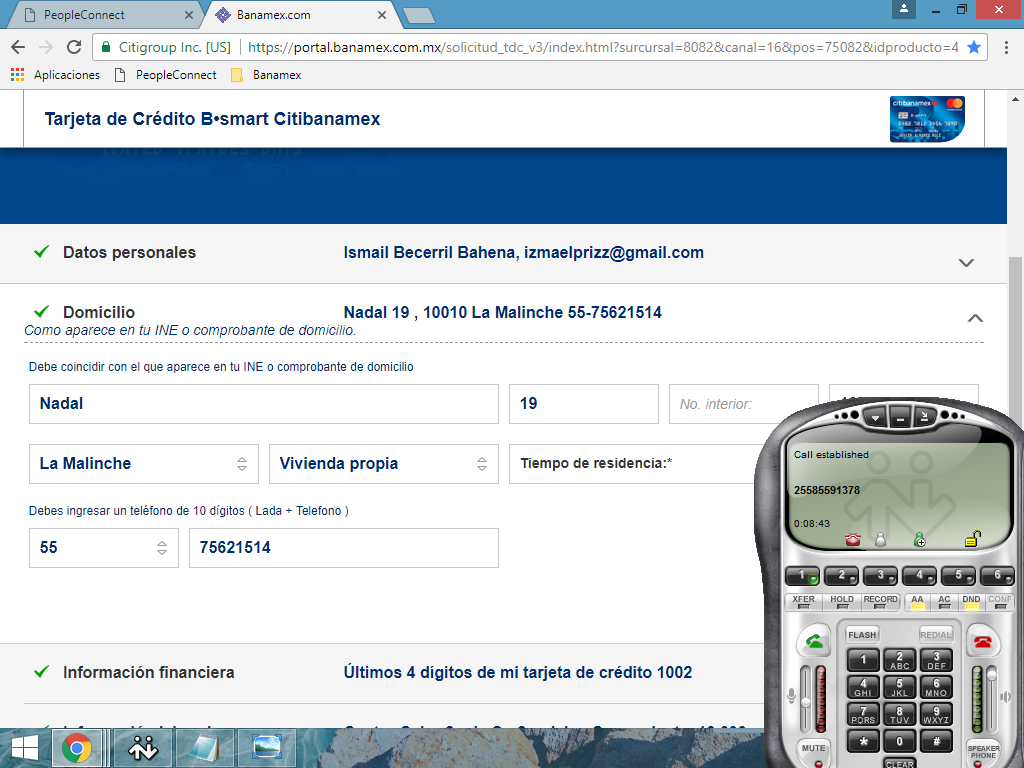 PeopleConnect
Banamex.com
Citigroup Inc. [US]
https://portal.banamex.com.mx/solicitud_tdc_v3/index.html?sursursal=8082&canal=16&pos=75082&idproducto=4
Aplicaciones PeopleConnect Banamex
Tarjeta de Crédito B•smart Citibanamex
citibanamex
Datos personales
Ismail Becerril Bahena, izmaelprizz@gmail.com
Domicilio
Nadal 19 , 10010 La Malinche 55-75621514
Como aparece en tu INE o comprobante de domicilio.
Debe coincidir con el que aparece en tu INE o comprobante de domicilio
Nadal
19
No. interior:
La Malinche
Vivienda propia
Tiempo de residencia:*
Debes ingresar un teléfono de 10 dígitos ( Lada + Telefono )
55
75621514
Información financiera
Últimos 4 dígitos de mi tarjeta de crédito 1002
Call established
25585591378
0:08:43
1 2 3 4 5 6
XFER HOLD RECORD AA AC DND CONF
FLASH REDIAL
1 2 ABC 3 DEF
4 GHI 5 JKL 6 MNO
7 PQRS 8 TUV 9 WXYZ
* 0 #
MUTE
CLEAR
SPEAKER
PHONE